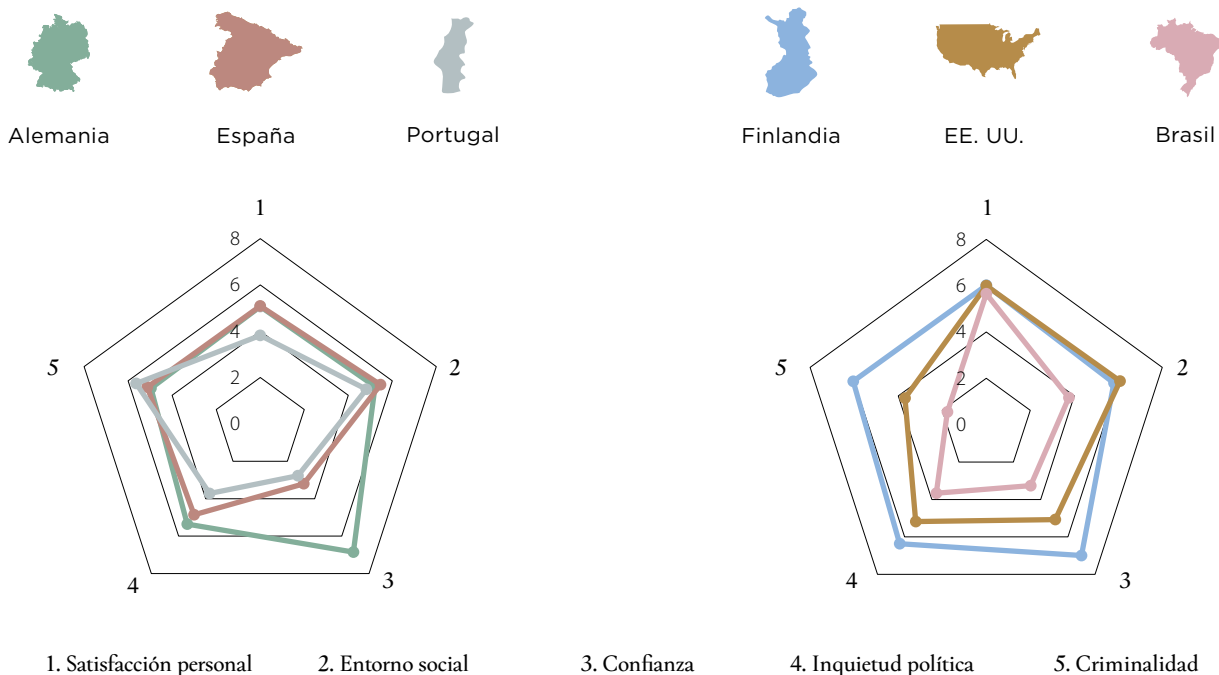 Alemania España Portugal Finlandia EE. UU. Brasil
1 1
8 8
6 6
4 4
5 2 5 2
2 2
0 0
4 3 4 3
1. Satisfacción personal 2. Entorno social 3. Confianza 4. Inquietud política 5. Criminalidad